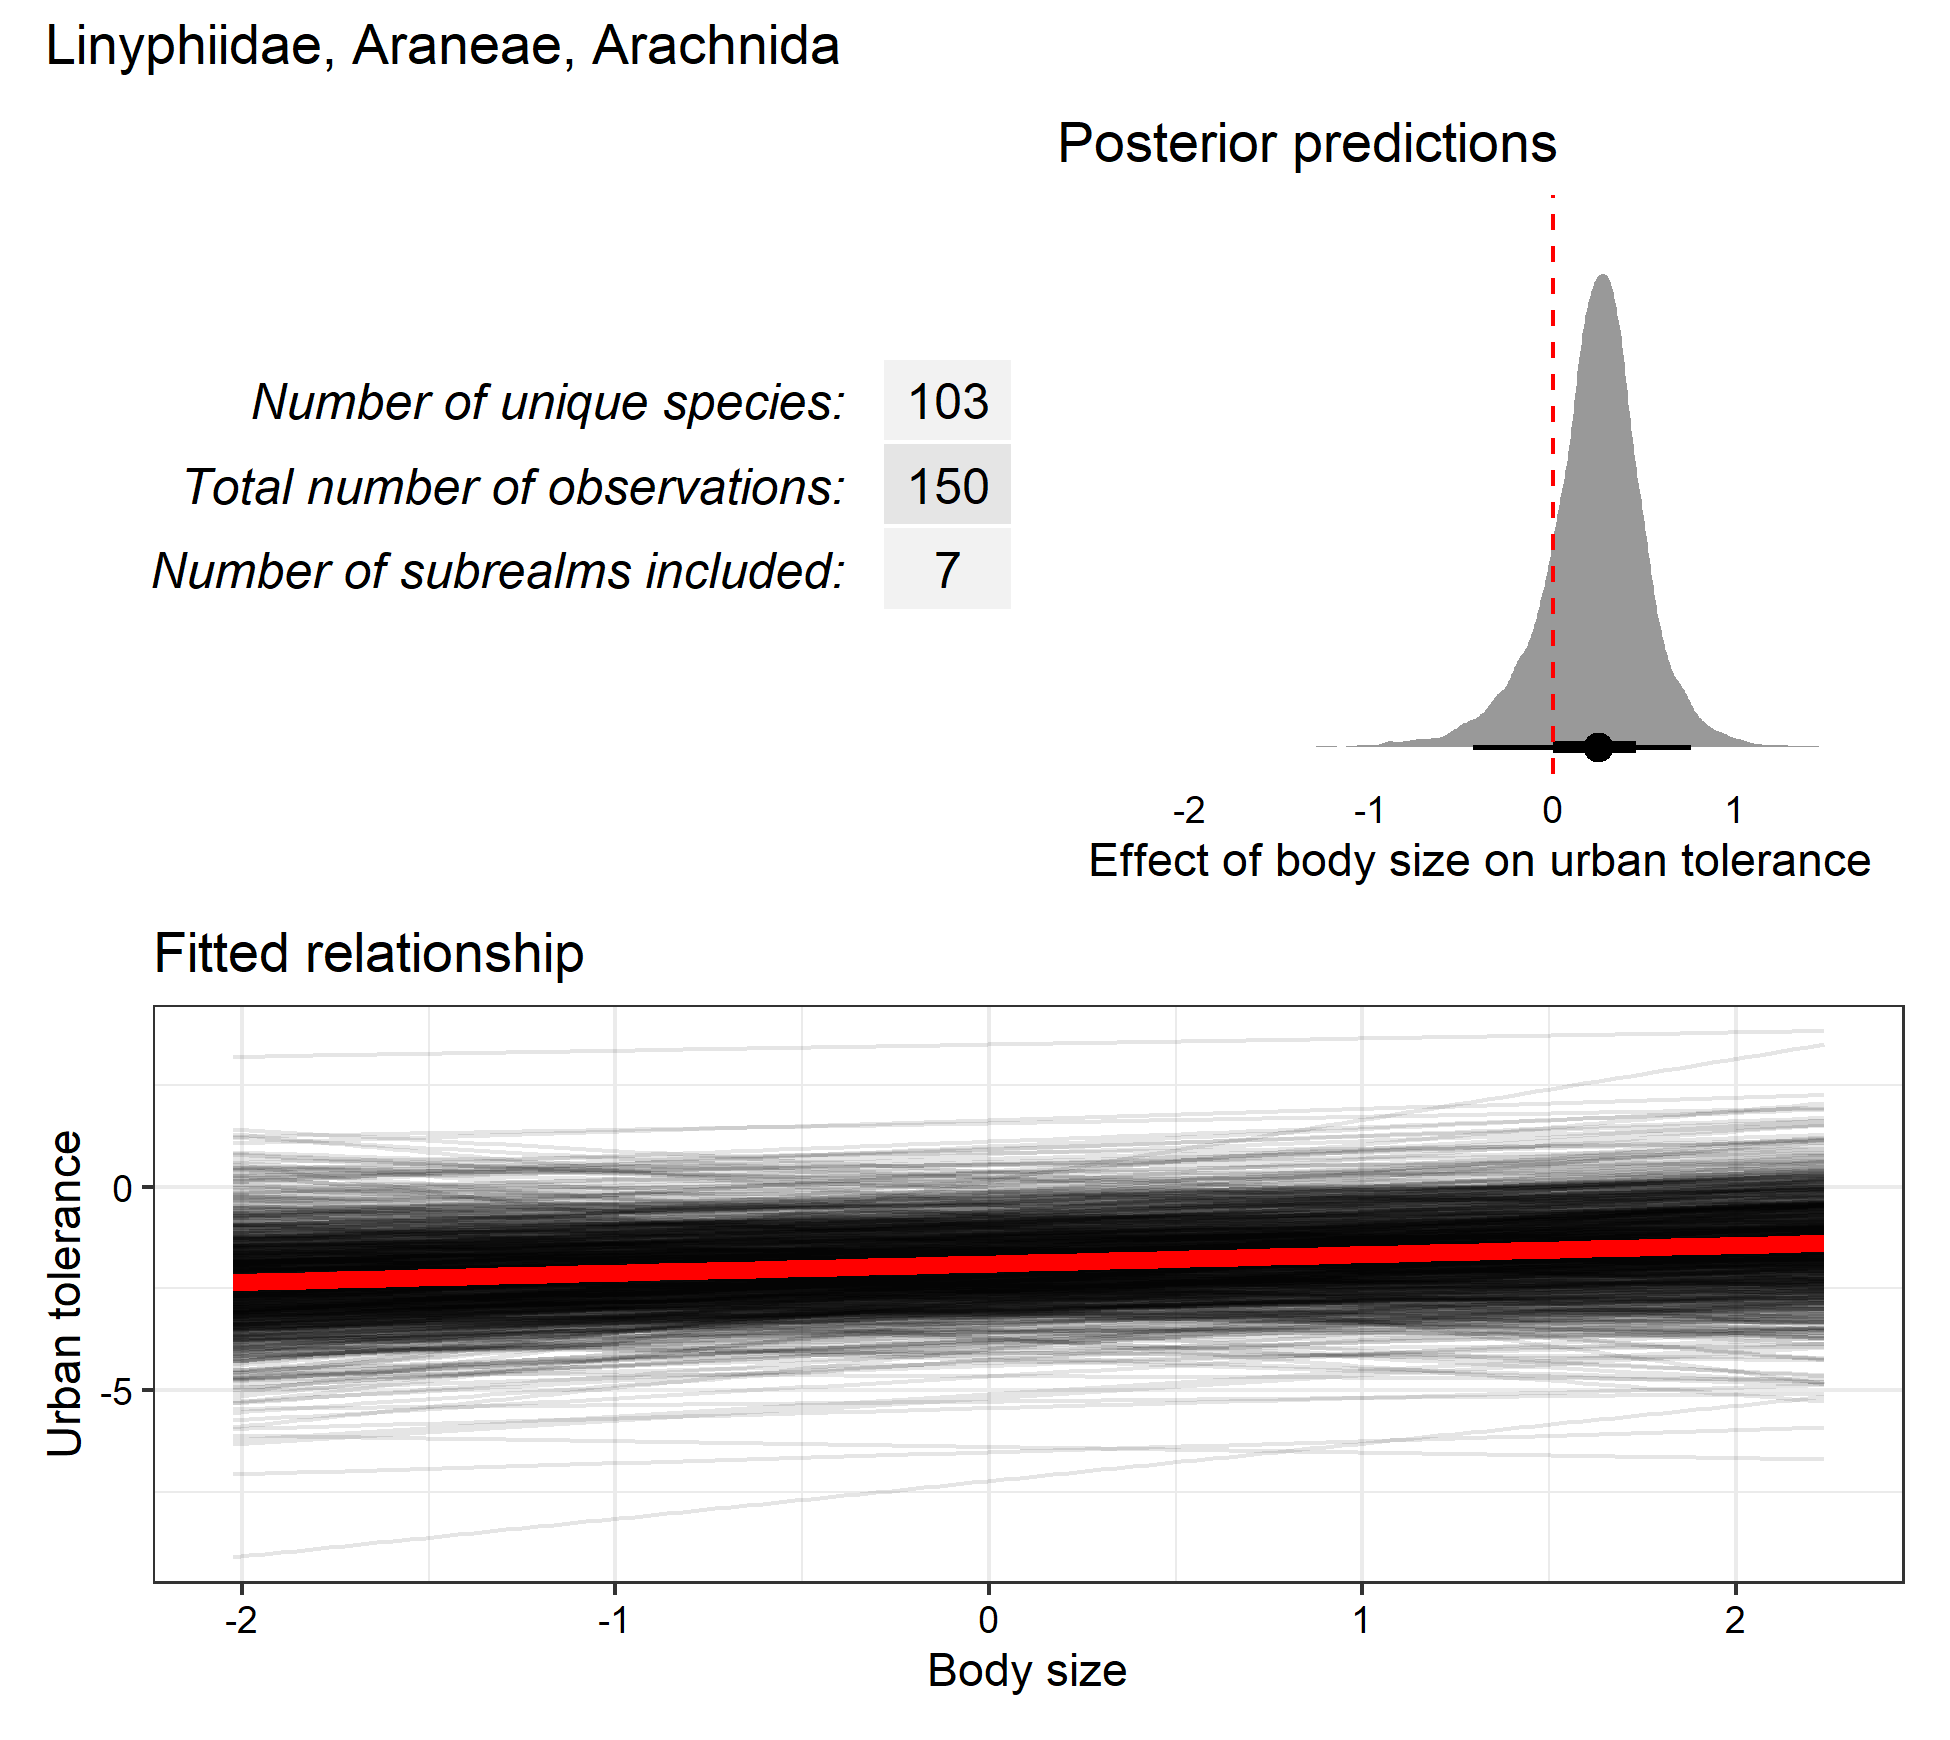 Linyphiidae, Araneae, Arachnida
Posterior predictions
Number of unique species: 103
Total number of observations: 150
Number of subrealms included: 7
-2 -1 0 1
Effect of body size on urban tolerance
Fitted relationship
Urban tolerance
0
-5
-2 -1 0 1 2
Body size